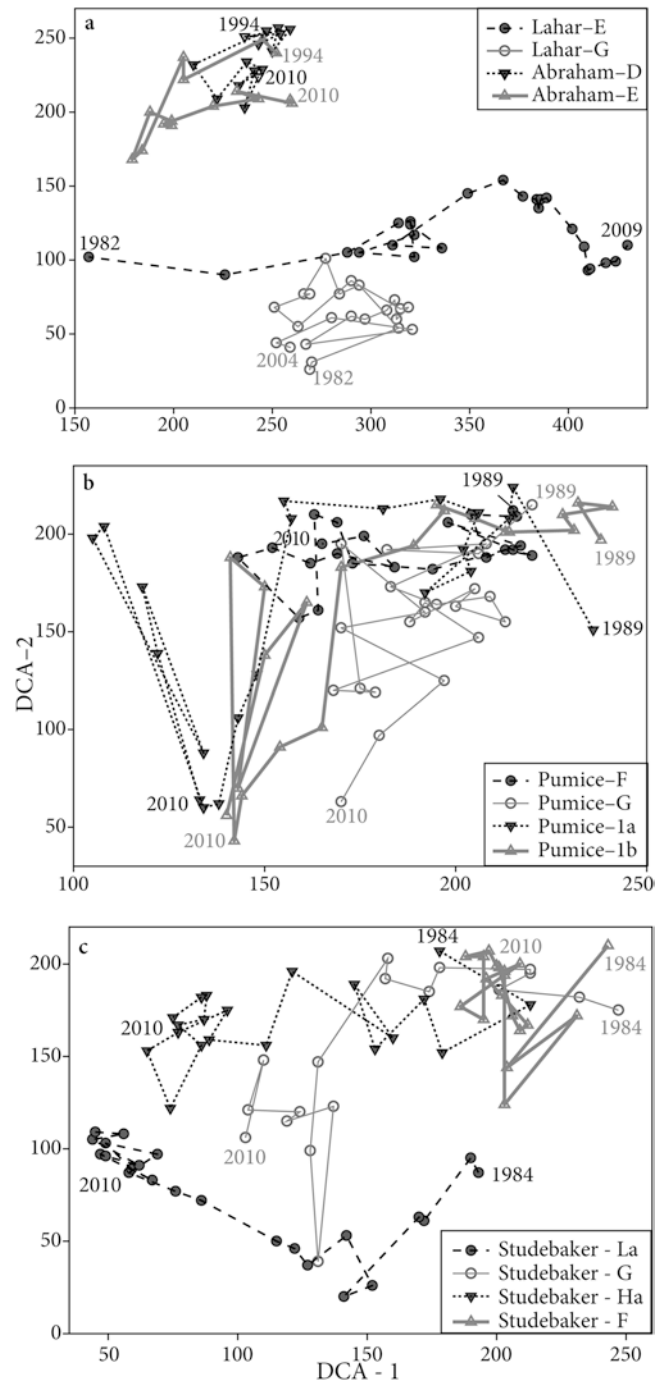 a
250
200
150
100
50
0
1994
1994
2010
2010
1982
2009
2004
1982
Lahar–E
Lahar–G
Abraham–D
Abraham–E
150 200 250 300 350 400
b
200
150
100
50
DCA–2
1989
1989
1989
1989
2010
2010
2010
2010
Pumice–F
Pumice–G
Pumice–1a
Pumice–1b
100 150 200 250
c
200
150
100
50
0
1984
2010
1984
1984
2010
2010
2010
1984
Studebaker - La
Studebaker - G
Studebaker - Ha
Studebaker - F
50 100 150 200 250
DCA - 1